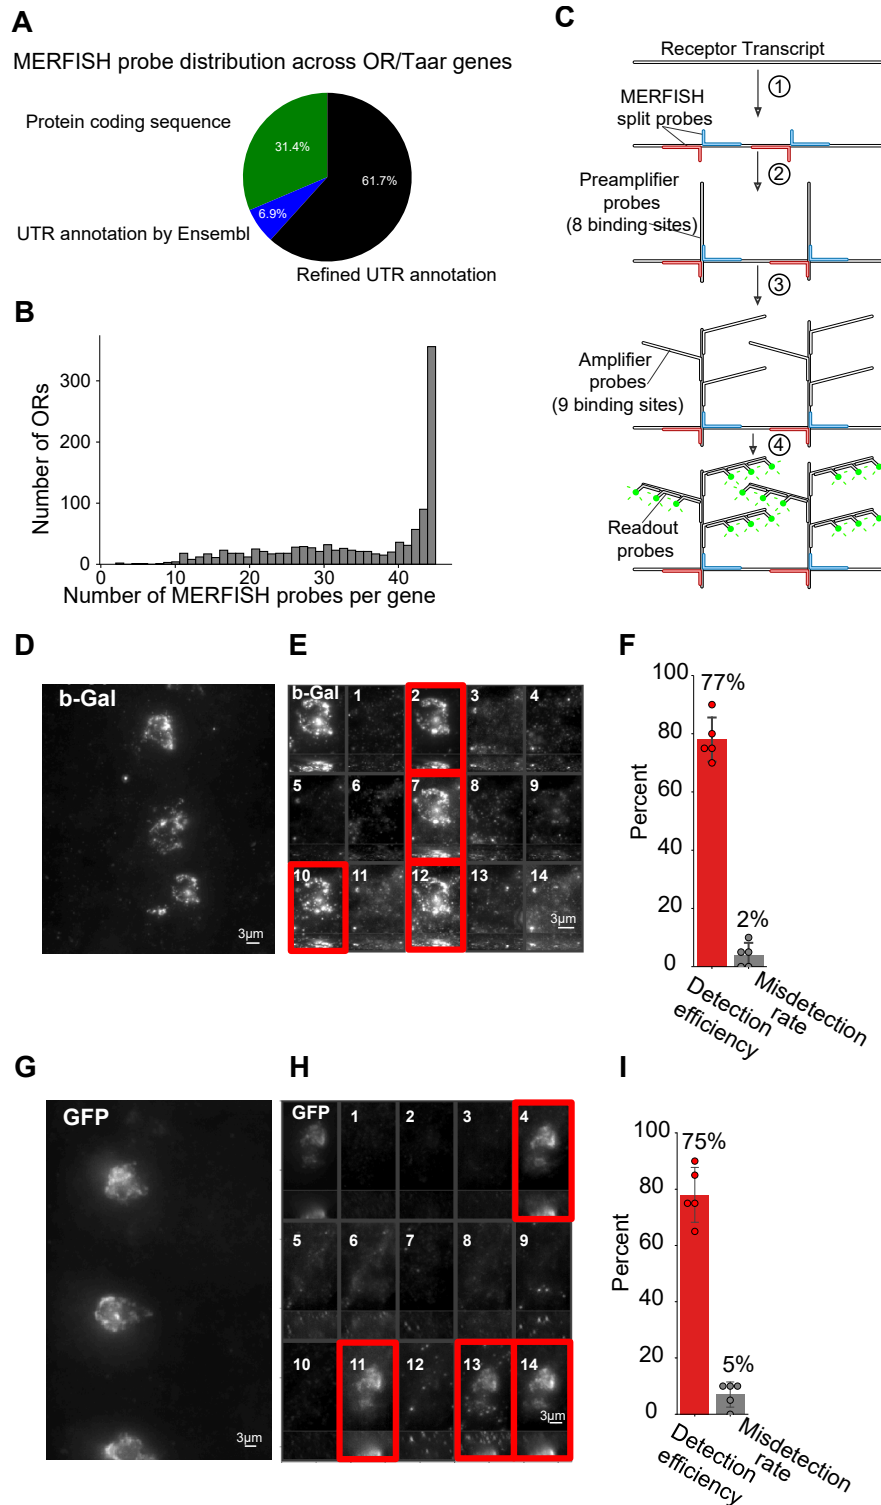 A
MERFISH probe distribution across OR/Taar genes
Protein coding sequence
31.4%
61.7%
6.9%
UTR annotation by Ensembl
Refined UTR annotation
B
Number of ORs
300
200
100
0
0
10
20
30
40
Number of MERFISH probes per gene
C
Receptor Transcript
1
MERFISH
split probes
2
Preamplifier
probes
(8 binding sites)
3
Amplifier
probes
(9 binding sites)
4
Readout
probes
D
b-Gal
3µm
E
b-Gal
1
2
3
4
5
6
7
8
9
10
11
12
13
14
3µm
F
Percent
100
80
60
40
20
0
77%
2%
Detection
efficiency
Misdetection
rate
G
GFP
3µm
H
GFP
1
2
3
4
5
6
7
8
9
10
11
12
13
14
3µm
I
Percent
100
80
60
40
20
0
75%
5%
Detection
efficiency
Misdetection
rate